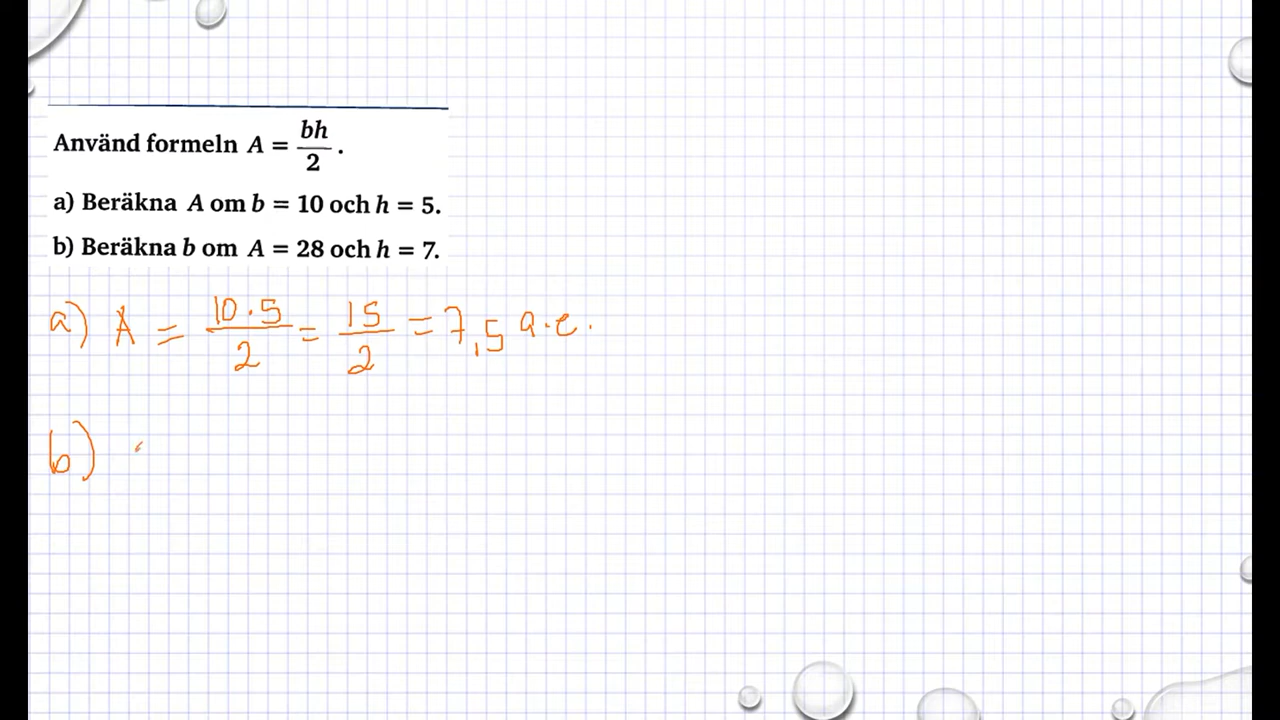 Använd formeln A = bh/2.
a) Beräkna A om b = 10 och h = 5.
b) Beräkna b om A = 28 och h = 7.
a) A = 10·5/2 = 15/2 = 7,5 a.e.
b)